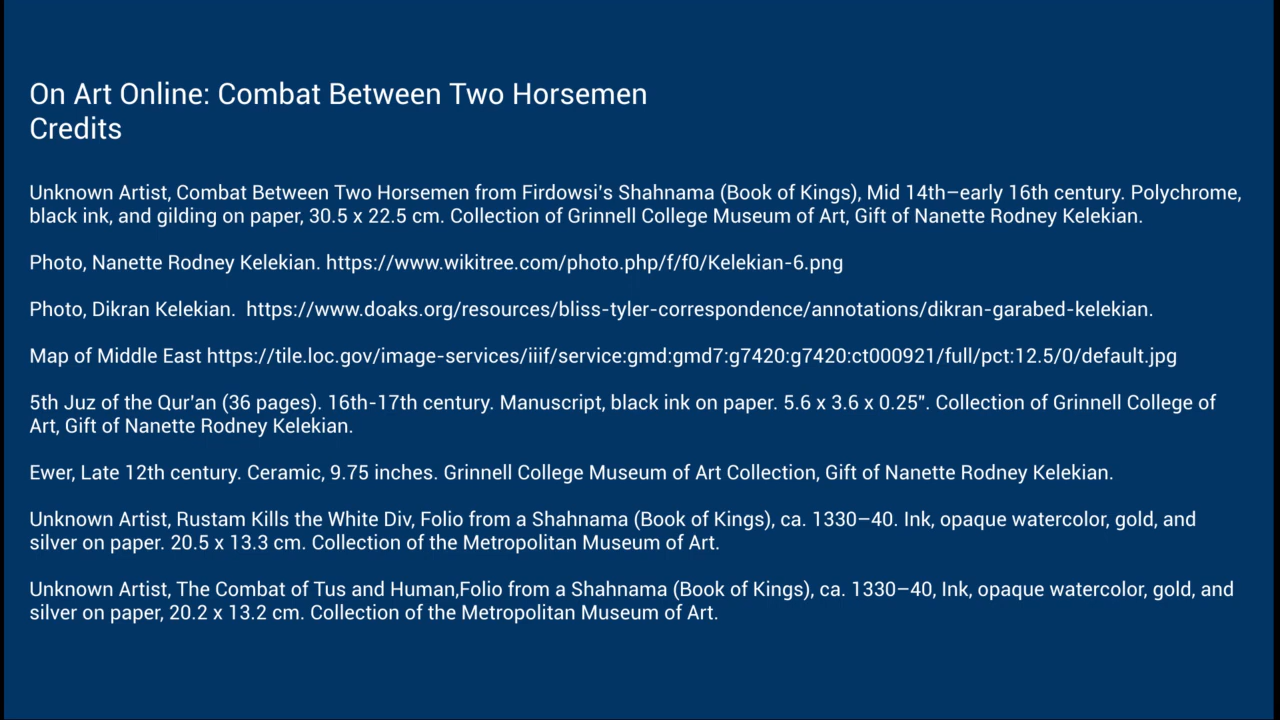 On Art Online: Combat Between Two Horsemen
Credits
Unknown Artist, Combat Between Two Horsemen from Firdowsi's Shahnama (Book of Kings), Mid 14th–early 16th century. Polychrome,
black ink, and gilding on paper, 30.5 x 22.5 cm. Collection of Grinnell College Museum of Art, Gift of Nanette Rodney Kelekian.
Photo, Nanette Rodney Kelekian. https://www.wikitree.com/photo.php/f/f0/Kelekian-6.png
Photo, Dikran Kelekian.  https://www.doaks.org/resources/bliss-tyler-correspondence/annotations/dikran-garabed-kelekian.
Map of Middle East https://tile.loc.gov/image-services/iiif/service:gmd:gmd7:g7420:g7420:ct000921/full/pct:12.5/0/default.jpg
5th Juz of the Qur'an (36 pages). 16th-17th century. Manuscript, black ink on paper. 5.6 x 3.6 x 0.25". Collection of Grinnell College of
Art, Gift of Nanette Rodney Kelekian.
Ewer, Late 12th century. Ceramic, 9.75 inches. Grinnell College Museum of Art Collection, Gift of Nanette Rodney Kelekian.
Unknown Artist, Rustam Kills the White Div, Folio from a Shahnama (Book of Kings), ca. 1330–40. Ink, opaque watercolor, gold, and
silver on paper. 20.5 x 13.3 cm. Collection of the Metropolitan Museum of Art.
Unknown Artist, The Combat of Tus and Human,Folio from a Shahnama (Book of Kings), ca. 1330–40, Ink, opaque watercolor, gold, and
silver on paper, 20.2 x 13.2 cm. Collection of the Metropolitan Museum of Art.